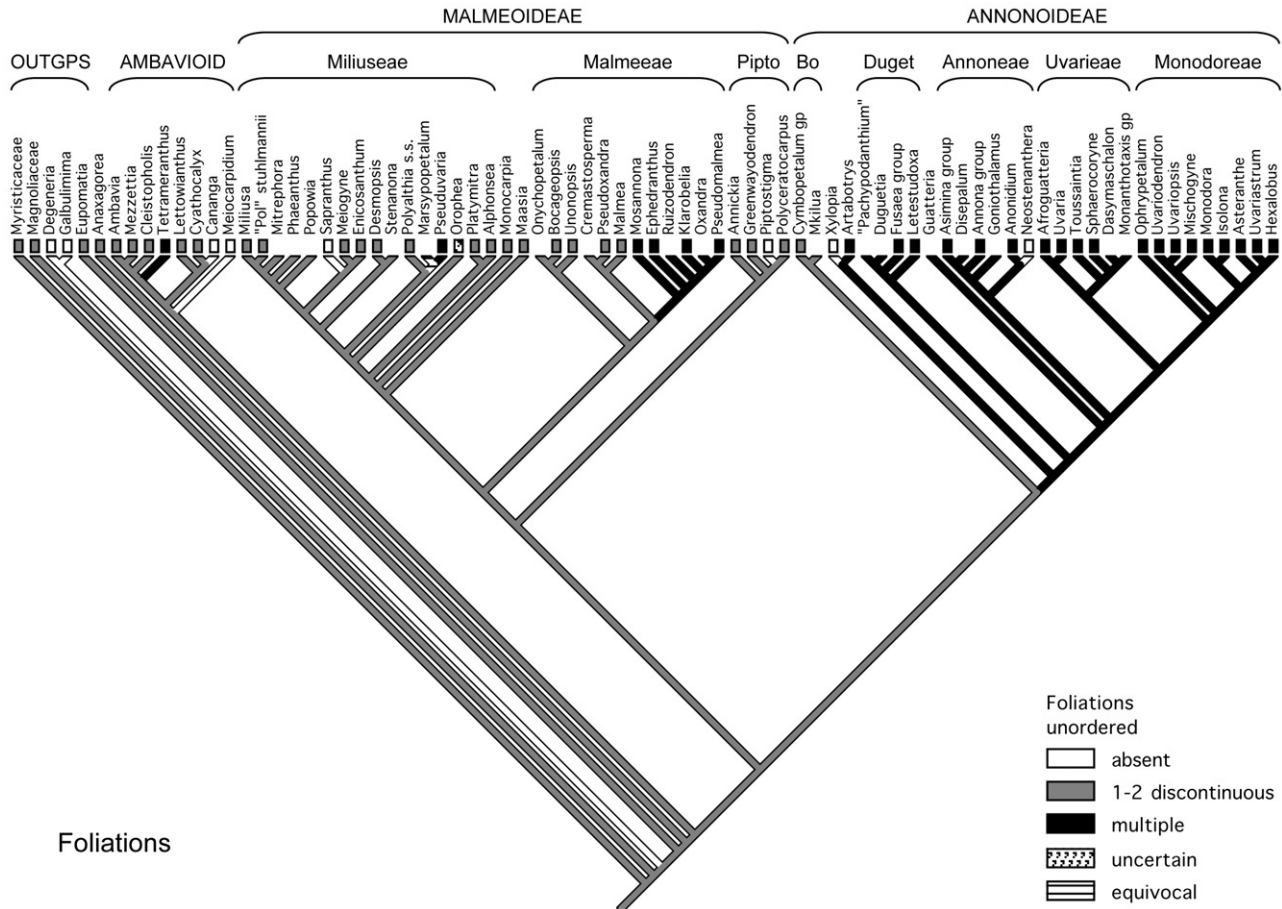 MALMEOIDEAE
ANNONOIDEAE
OUTGPS
AMBAVIOID
Miliuseae
Malmeeae
Pipto
Bo
Duget
Annoneae
Uvarieae
Monodoreae
Myristicaceae
Magnoliaceae
Degeneria
Galbulimima
Eupomatia
Anaxagorea
Ambavia
Mezzettia
Cleistopholis
Tetrameranthus
Lettowianthus
Cyathocalyx
Cananga
Meiocarpidium
Miliusa
"Pol" stuhlmannii
Mitrephora
Phaeanthus
Popowia
Sapranthus
Meiogyne
Enicosanthum
Desmopsis
Stenanona
Polyalthia s.s.
Marsypopetalum
Pseuduvaria
Orophea
Platymitra
Alphonsea
Monocarpia
Maasia
Onychopetalum
Bocageopsis
Unonopsis
Cremastosperma
Pseudoxandra
Malmea
Mosannona
Ephedranthus
Ruizodendron
Klarobelia
Oxandra
Pseudomalmea
Annickia
Greenwayodendron
Piptostigma
Polyceratocarpus
Cymbopetalum gp
Mkilua
Xylopia
Artabotrys
"Pachypodanthium"
Duguetia
Fusaea group
Letestudoxa
Guatteria
Asimina group
Disepalum
Annona group
Goniothalamus
Anonidium
Neostenanthera
Afroguatteria
Uvaria
Toussaintia
Sphaerocoryne
Dasymaschalon
Monanthotaxis gp
Ophrypetalum
Uvariodendron
Uvariopsis
Mischogyne
Monodora
Isolona
Asteranthe
Uvariastrum
Hexalobus
Foliations
unordered
absent
1-2 discontinuous
multiple
uncertain
equivocal
Foliations